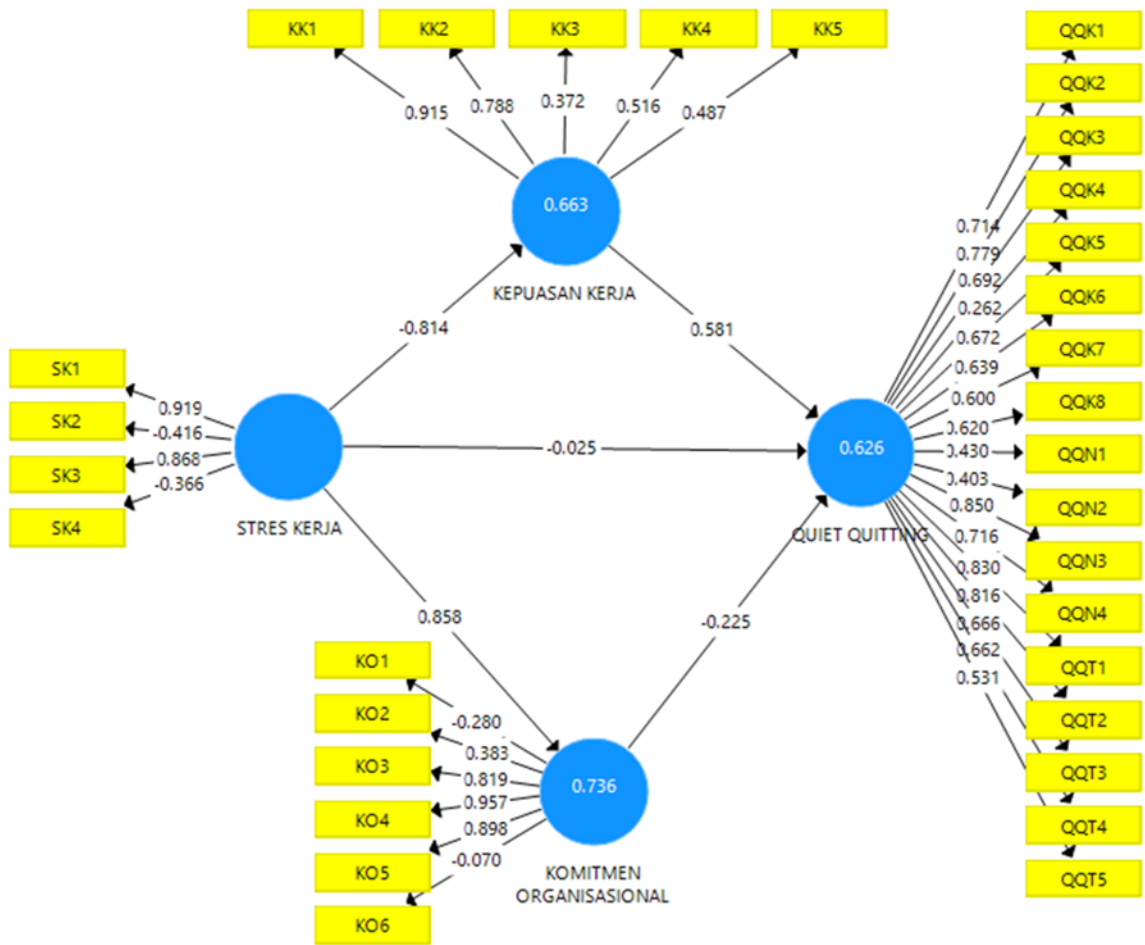 KK1
KK2
KK3
KK4
KK5
0.915
0.788
0.372
0.516
0.487
0.663
KEPUASAN KERJA
-0.814
0.581
SK1
SK2
SK3
SK4
0.919
-0.416
0.868
-0.366
STRES KERJA
-0.025
0.626
QUIET QUITTING
0.858
-0.225
KO1
KO2
KO3
KO4
KO5
KO6
-0.280
0.383
0.819
0.957
0.898
-0.070
0.736
KOMITMEN
ORGANISASIONAL
0.714
0.779
0.692
0.262
0.672
0.639
0.600
0.620
0.430
0.403
0.850
0.716
0.830
0.816
0.666
0.662
0.531
QQK1
QQK2
QQK3
QQK4
QQK5
QQK6
QQK7
QQK8
QQN1
QQN2
QQN3
QQN4
QQT1
QQT2
QQT3
QQT4
QQT5